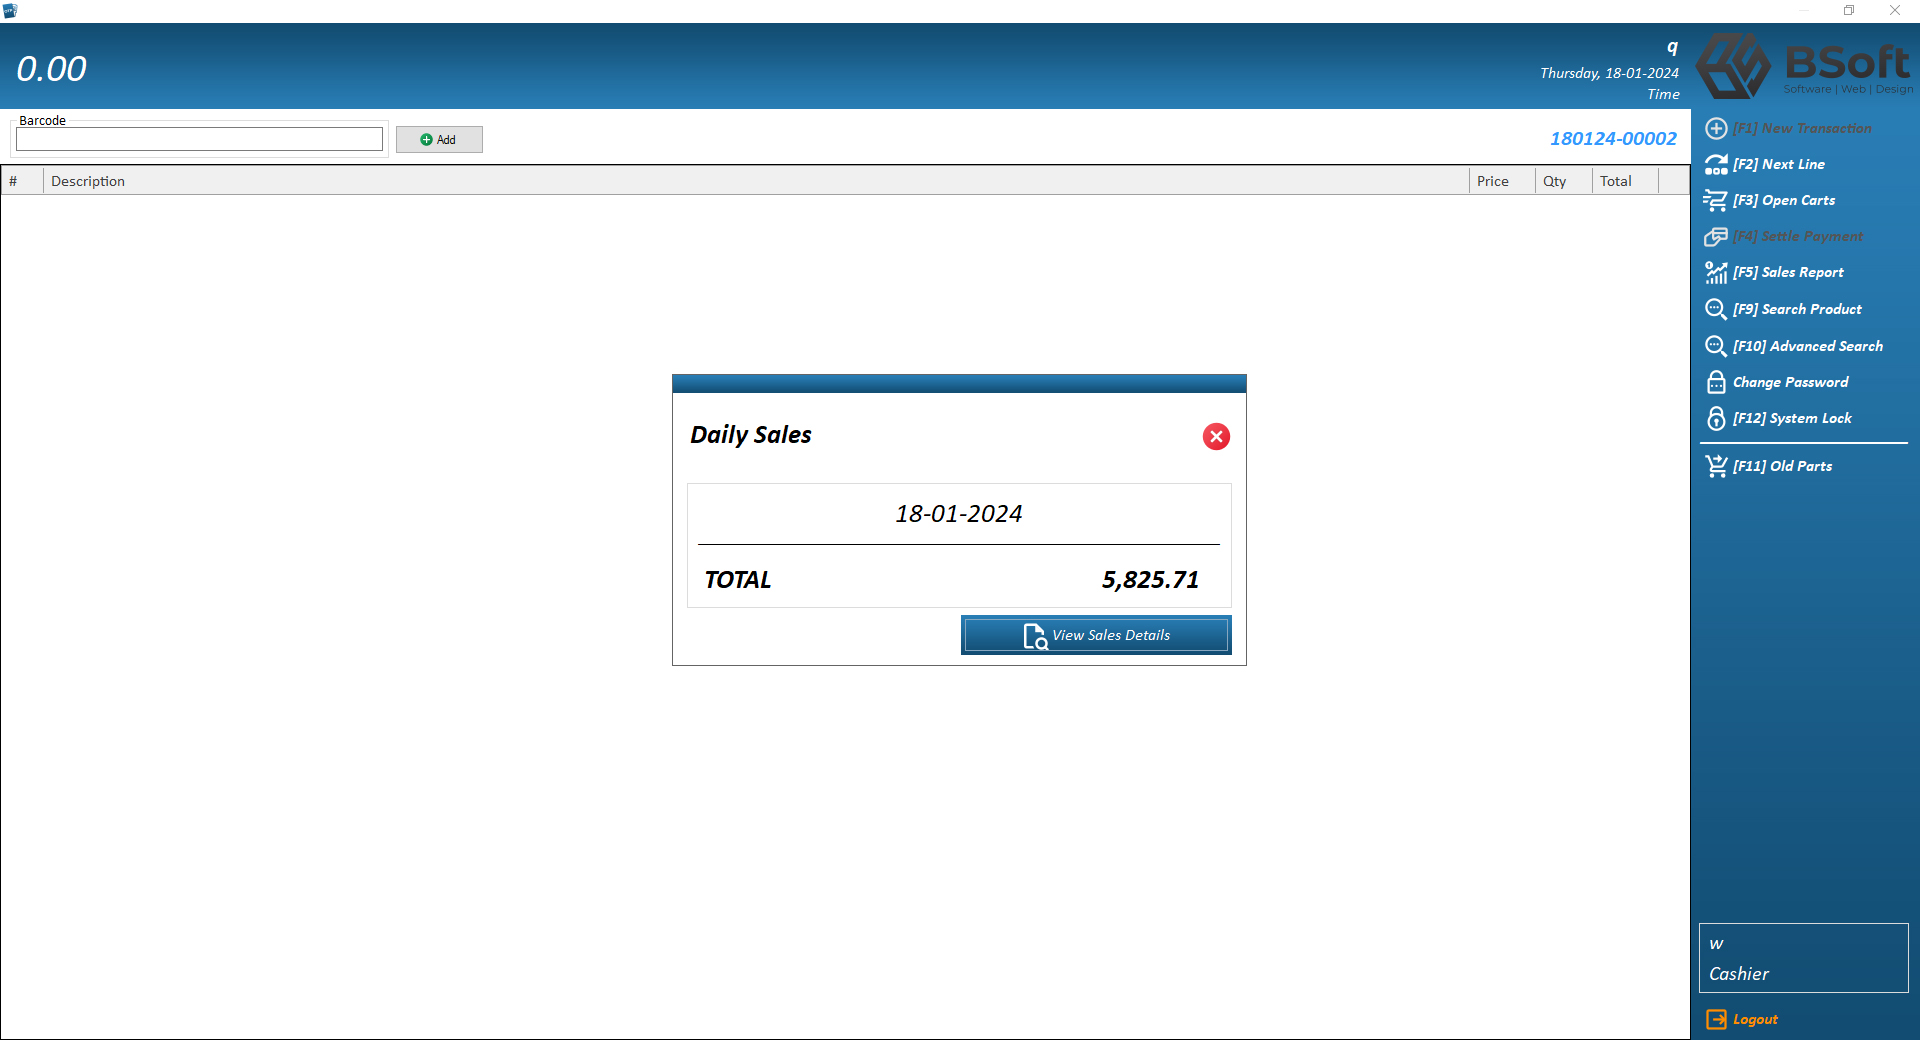 0.00
q
Thursday, 18-01-2024
Time
BSoft
Software | Web | Design
Barcode
Add
180124-00002
# Description Price Qty Total
[F1] New Transaction
[F2] Next Line
[F3] Open Carts
[F4] Settle Payment
[F5] Sales Report
[F9] Search Product
[F10] Advanced Search
Change Password
[F12] System Lock
[F11] Old Parts
Daily Sales
18-01-2024
TOTAL 5,825.71
View Sales Details
w
Cashier
Logout